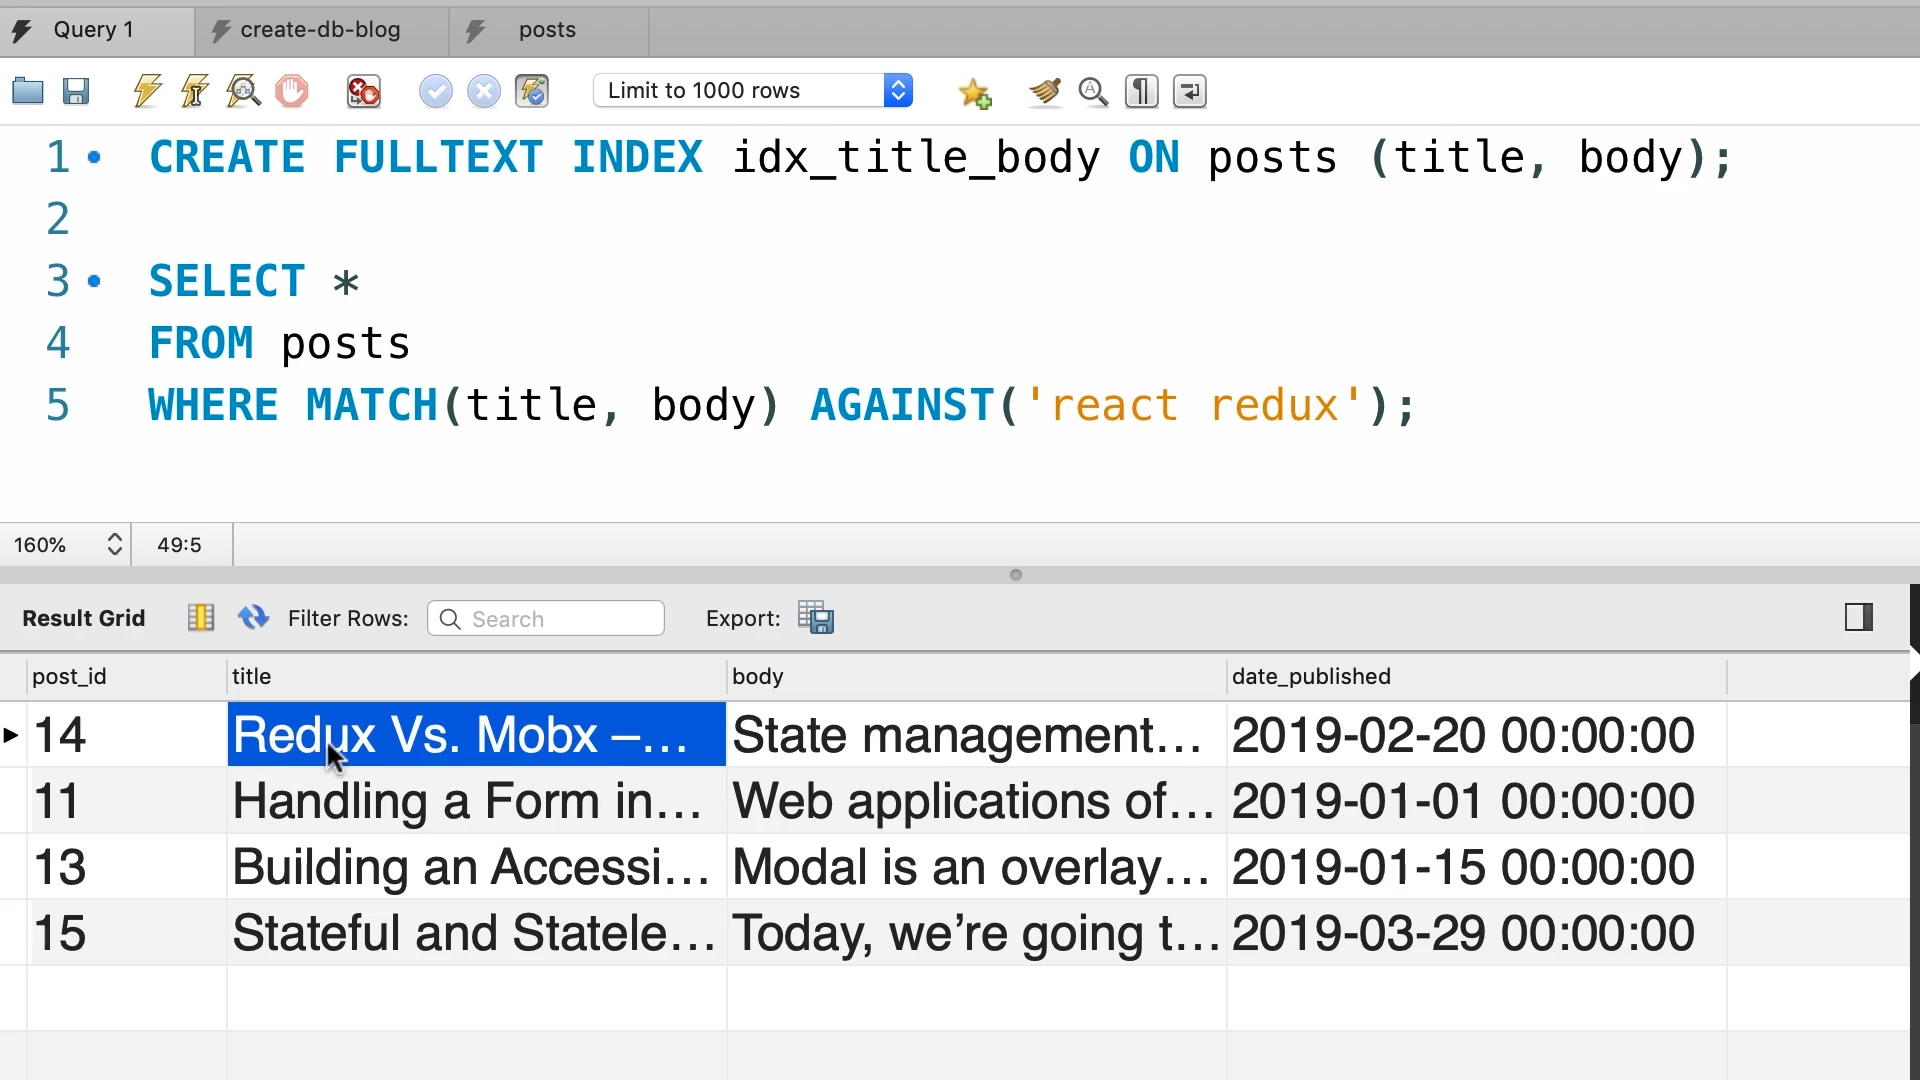 Query 1 create-db-blog posts
Limit to 1000 rows
1 CREATE FULLTEXT INDEX idx_title_body ON posts (title, body);
2
3 SELECT *
4 FROM posts
5 WHERE MATCH(title, body) AGAINST('react redux');
160% 49:5
Result Grid Filter Rows: Search Export:
post_id title body date_published
14 Redux Vs. Mobx –... State management... 2019-02-20 00:00:00
11 Handling a Form in... Web applications of... 2019-01-01 00:00:00
13 Building an Accessi... Modal is an overlay... 2019-01-15 00:00:00
15 Stateful and Statele... Today, we’re going t... 2019-03-29 00:00:00